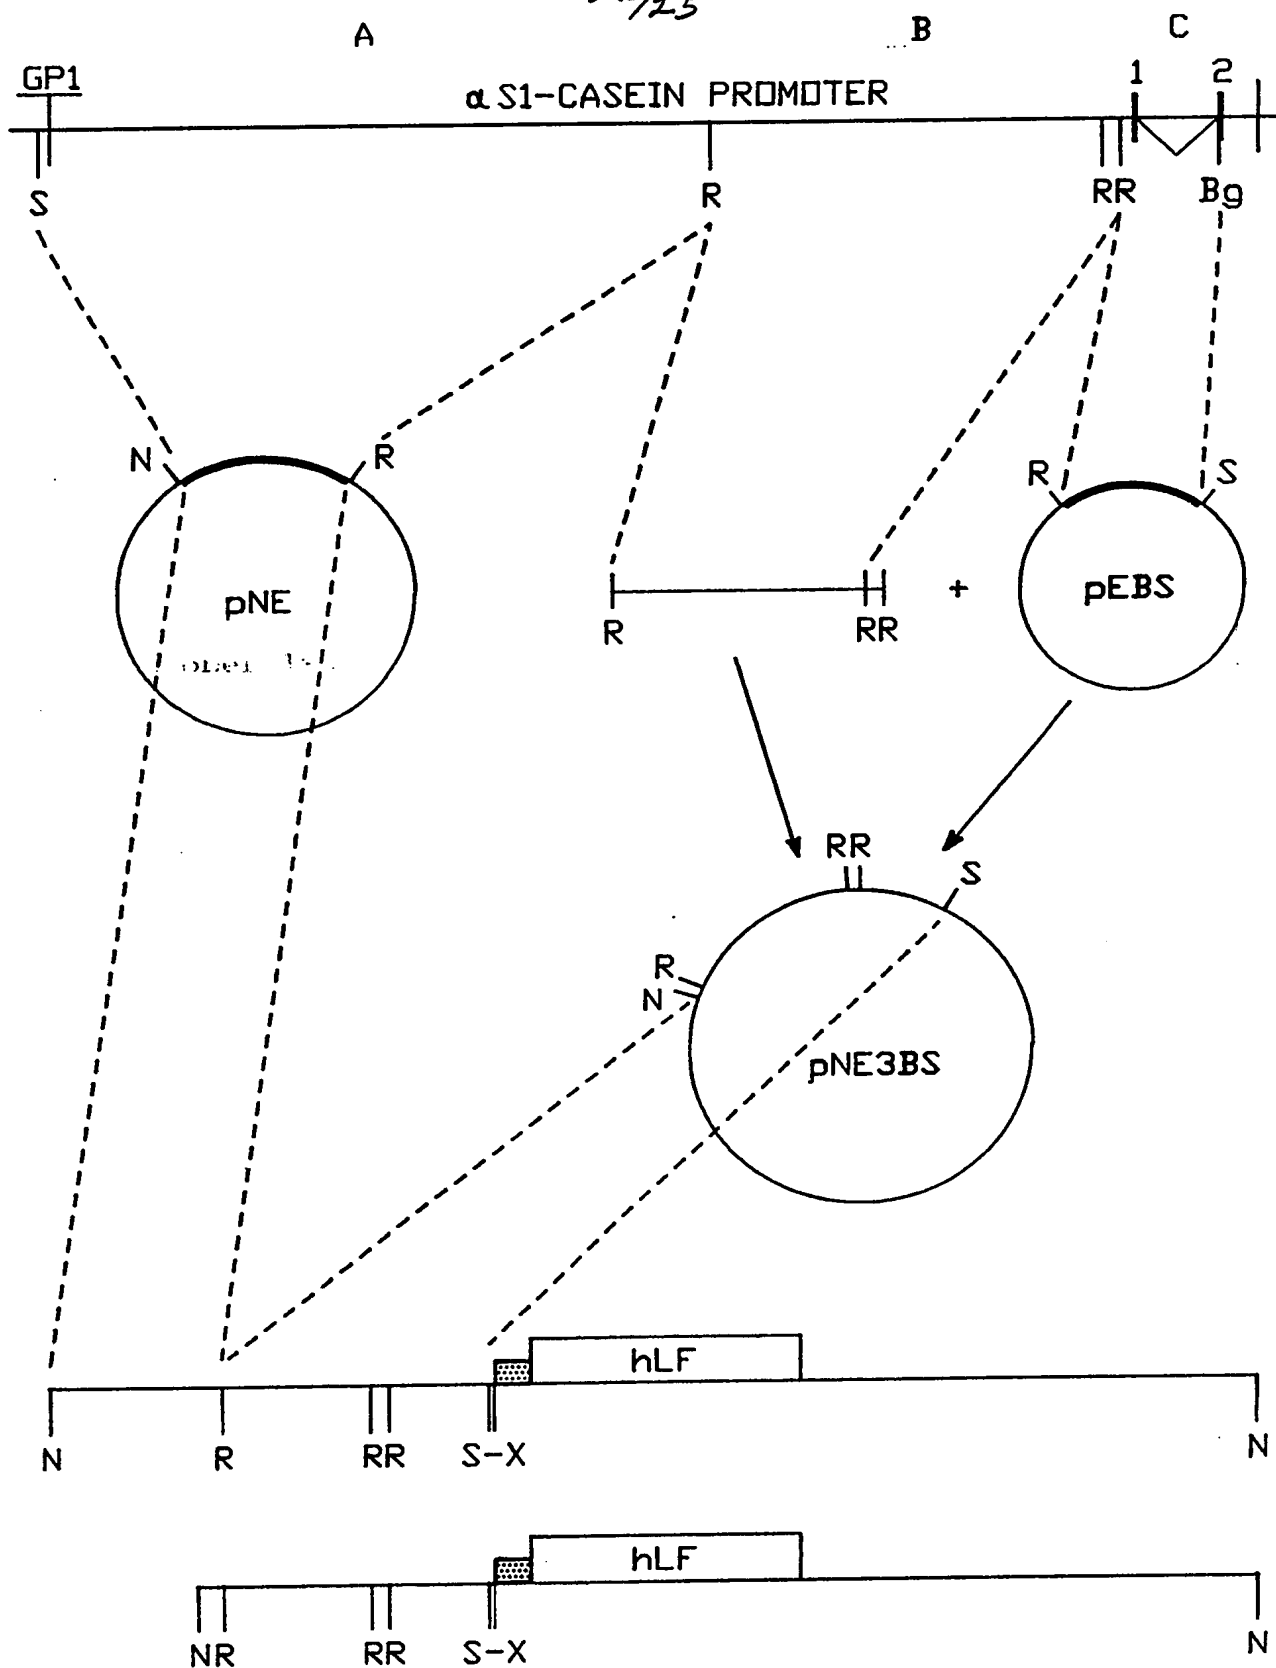 A B C
GP1 1 2
αS1-CASEIN PROMOTER
S R RR Bg
N R R S
pNE pEBS
+
R RR
RR
S
R
N
pNE3BS
hLF
N R RR S-X N
hLF
NR RR S-X N